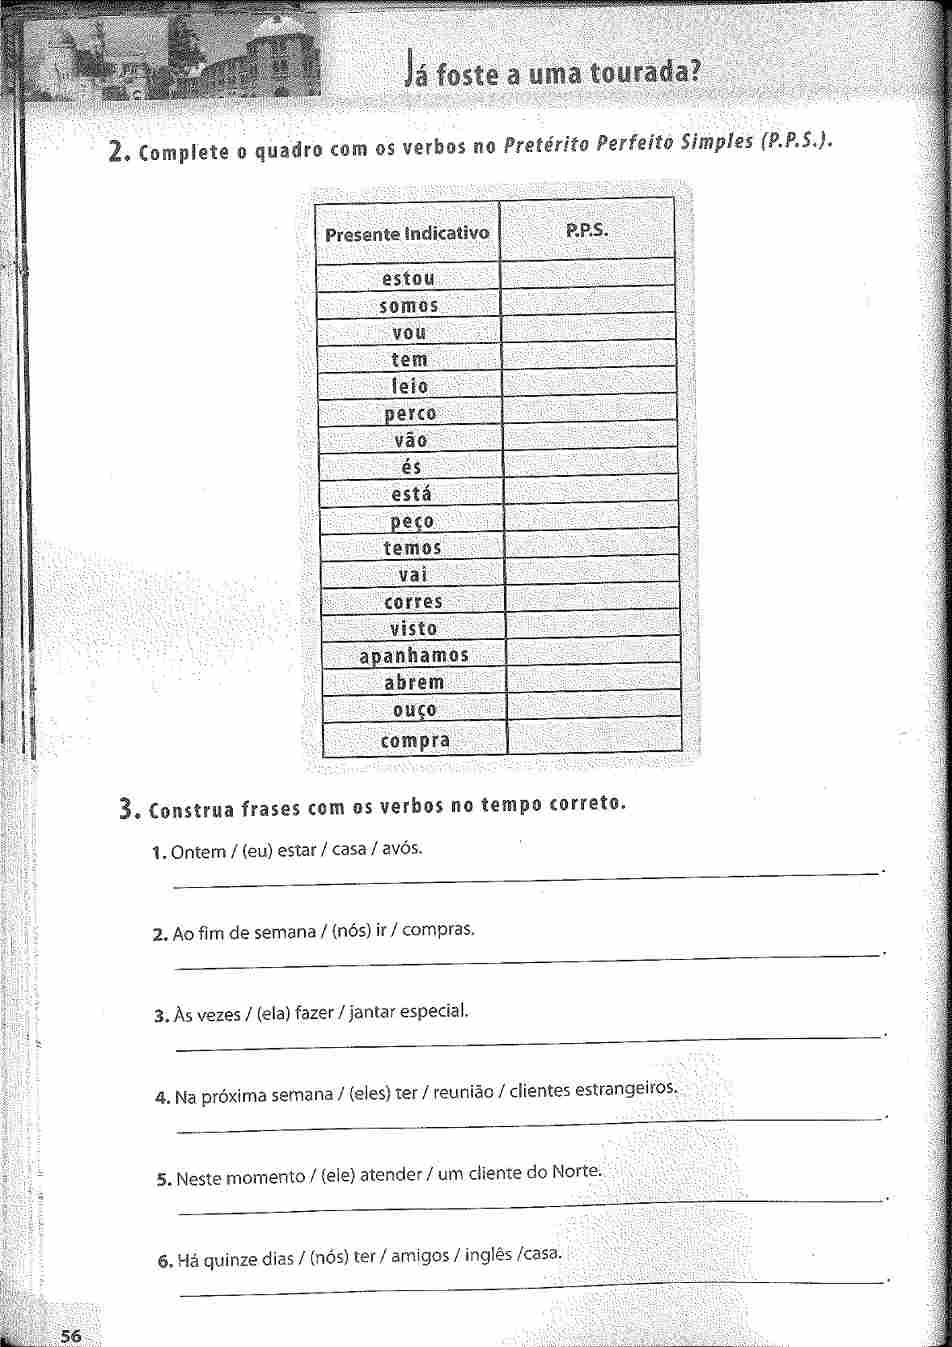 Já foste a uma tourada?
2. Complete o quadro com os verbos no Pretérito Perfeito Simples (P.P.S.).
Presente Indicativo P.P.S.
estou
somos
vou
tem
leio
perco
vão
és
está
peço
temos
vai
corres
visto
apanhamos
abrem
ouço
compra
3. Construa frases com os verbos no tempo correto.
1. Ontem / (eu) estar / casa / avós.
2. Ao fim de semana / (nós) ir / compras.
3. Às vezes / (ela) fazer / jantar especial.
4. Na próxima semana / (eles) ter / reunião / clientes estrangeiros.
5. Neste momento / (ele) atender / um cliente do Norte.
6. Há quinze dias / (nós) ter / amigos / inglês /casa.
56